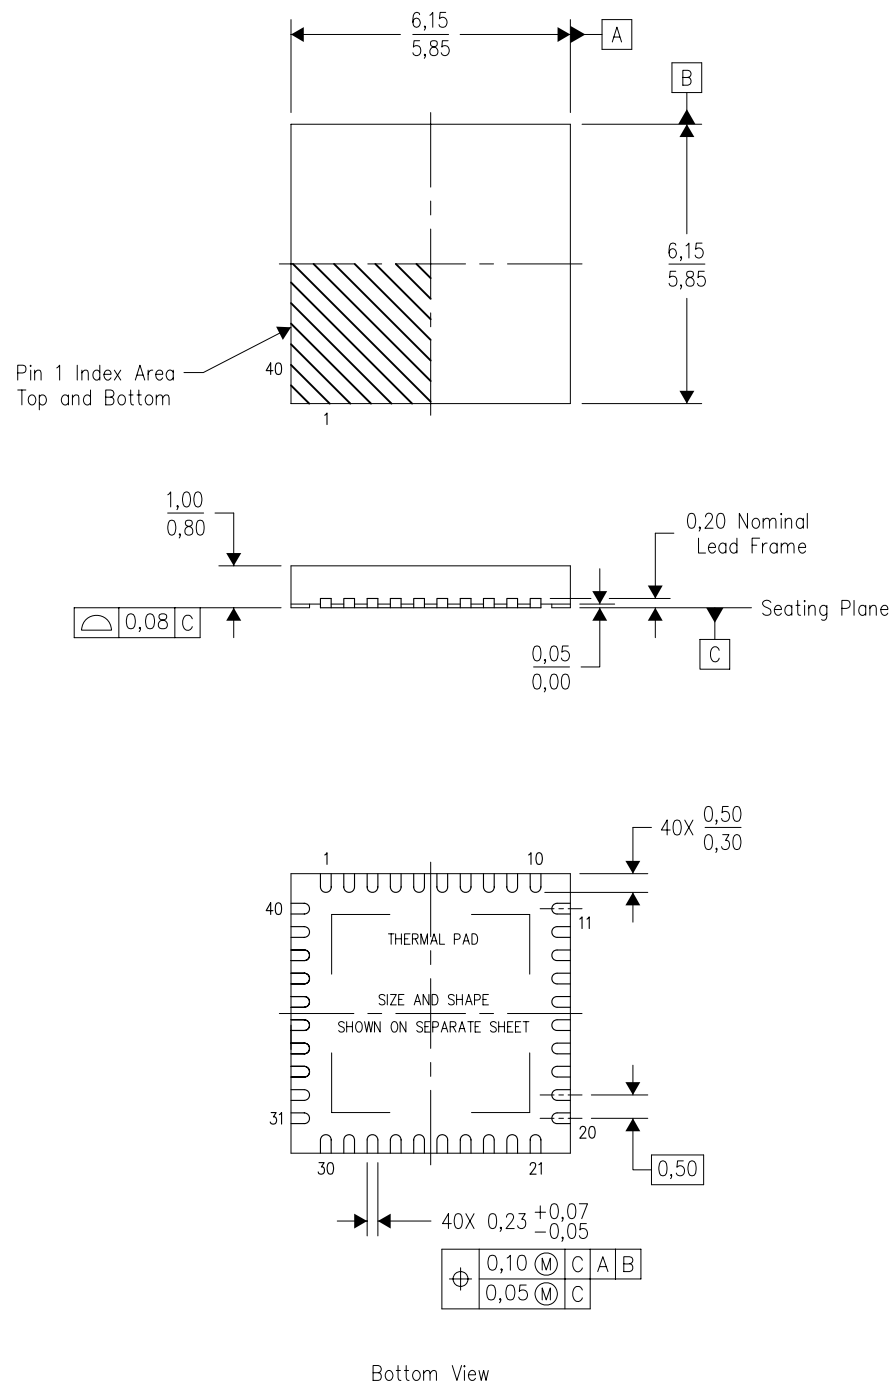 6,15
5,85
A
B
6,15
5,85
Pin 1 Index Area
Top and Bottom
40
1
1,00
0,80
0,20 Nominal
Lead Frame
0,08 C
Seating Plane
0,05
0,00
C
40X 0,50
0,30
1
10
40
11
THERMAL PAD
SIZE AND SHAPE
SHOWN ON SEPARATE SHEET
31
20
30
21
0,50
40X 0,23 +0,07
−0,05
0,10 Ⓜ C A B
0,05 Ⓜ C
Bottom View